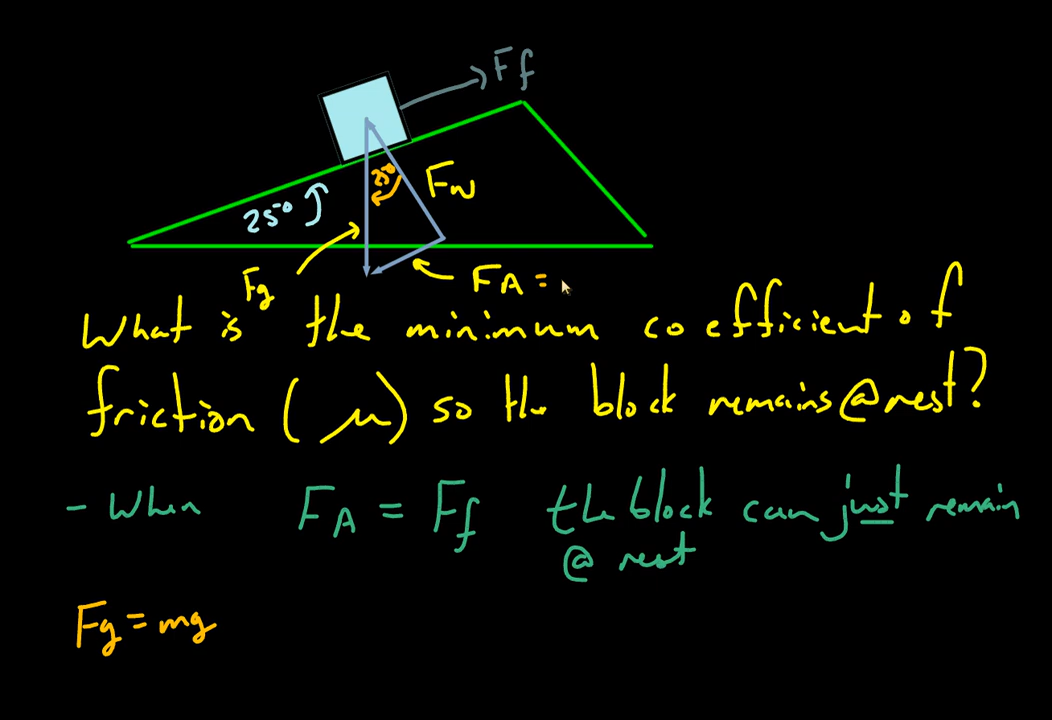 Ff
25° FN
25°
Fg
FA =
What is the minimum coefficient of
friction (μ) so the block remains @ rest?
- When FA = Ff the block can just remain
@ rest
Fg = mg